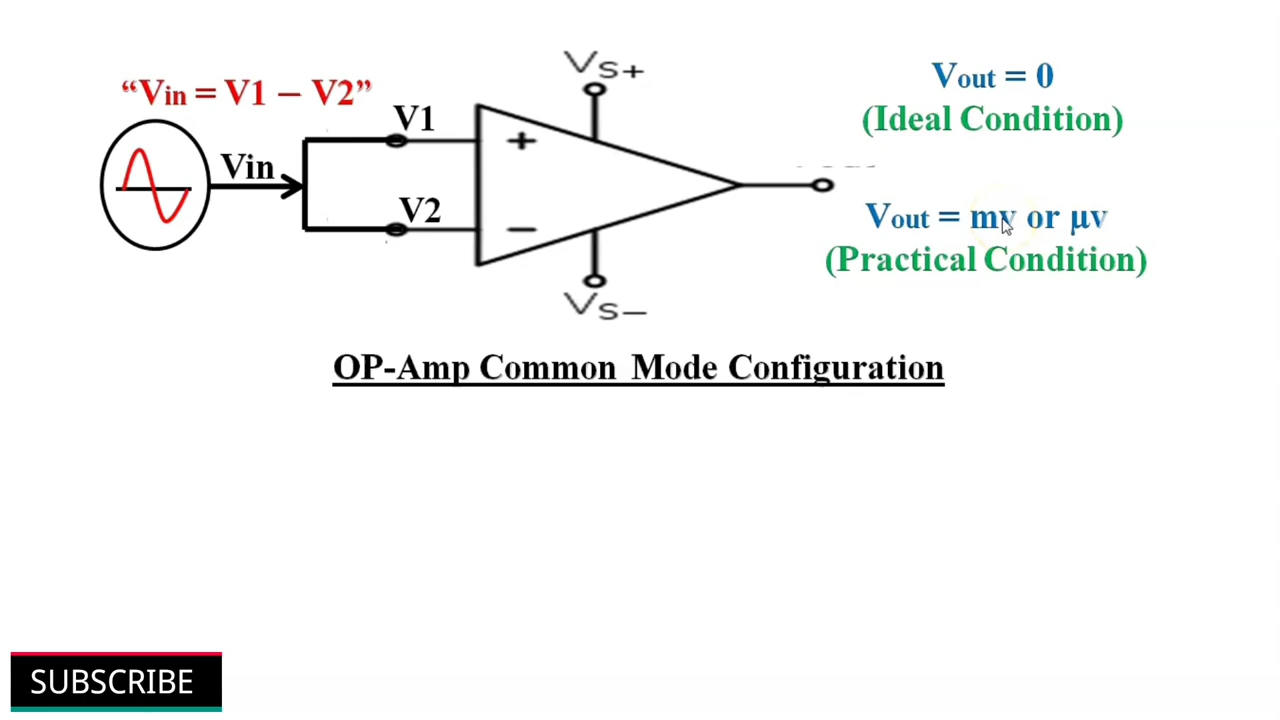 “Vin = V1 – V2”
Vin
V1
V2
+
–
VS+
VS–
Vout = 0
(Ideal Condition)
Vout = mv or μv
(Practical Condition)
OP-Amp Common Mode Configuration
SUBSCRIBE